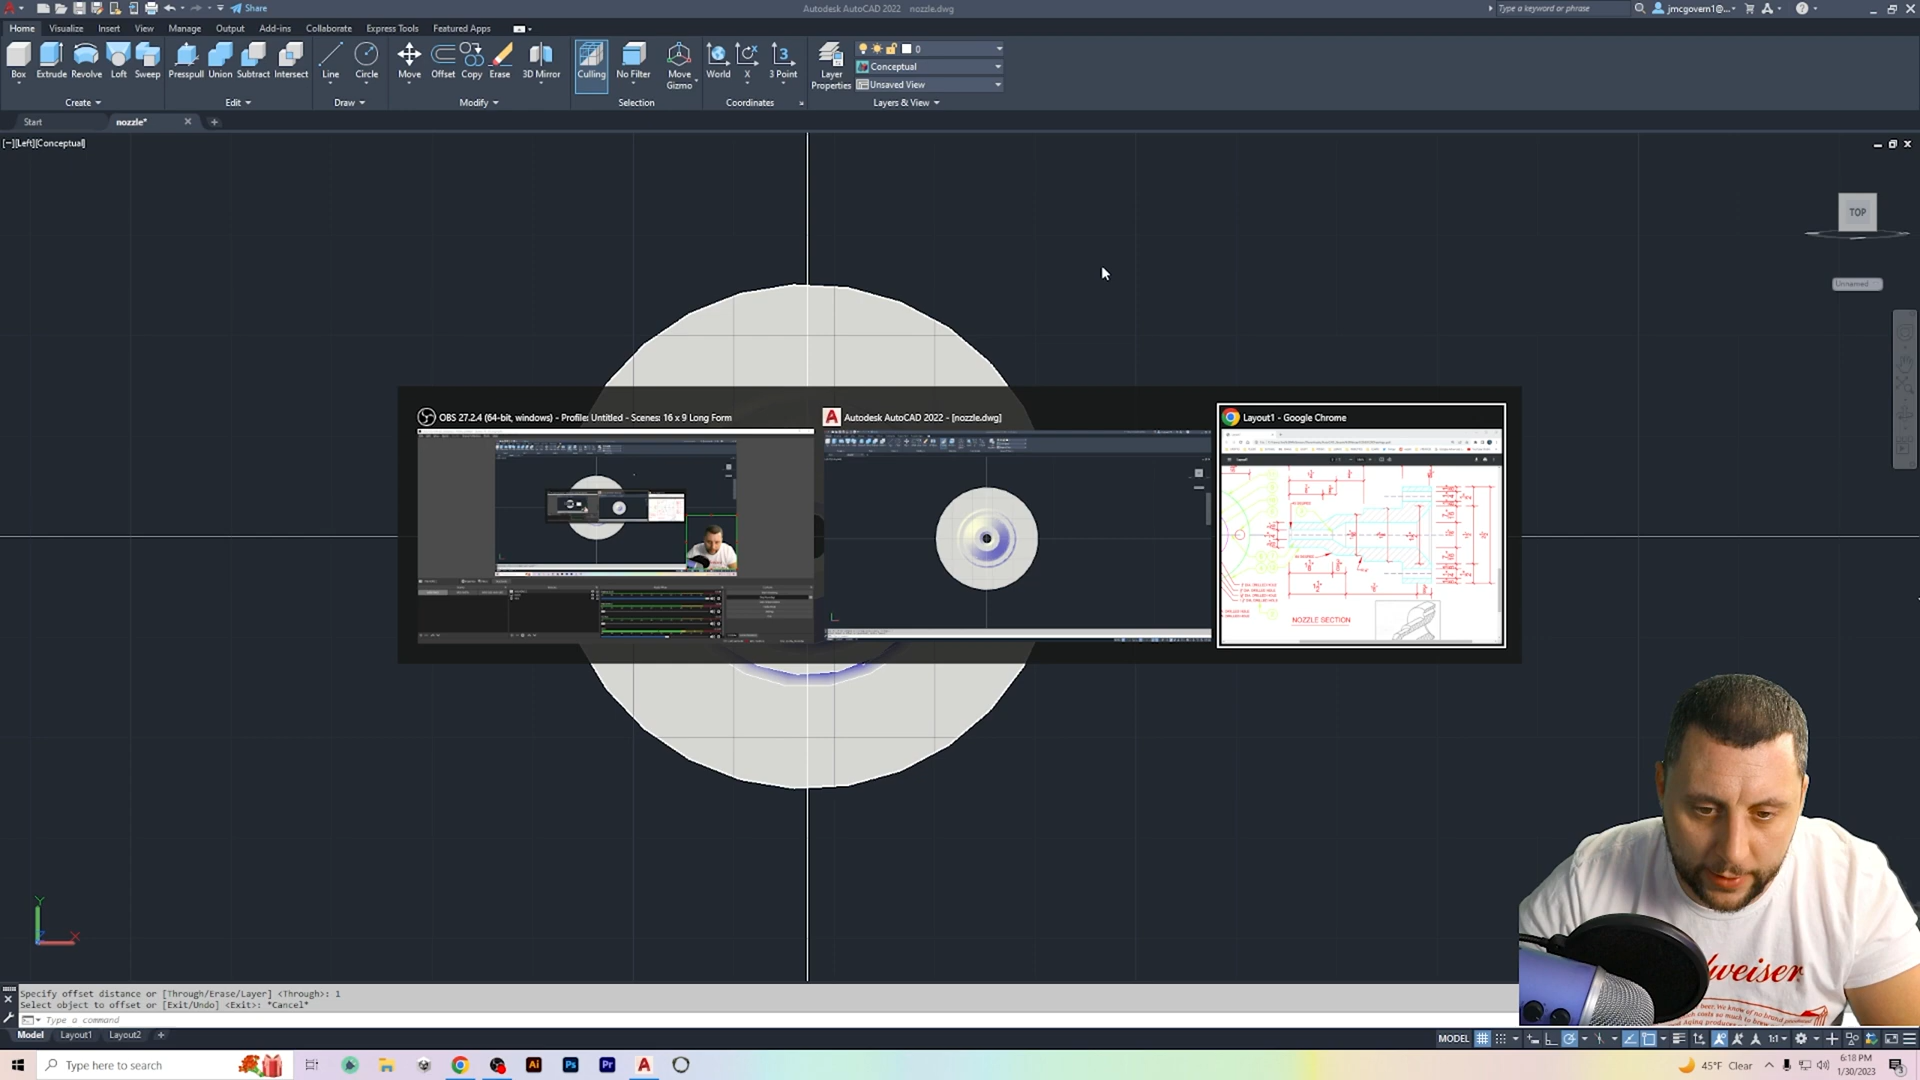 Share
Autodesk AutoCAD 2022 nozzle.dwg
Type a keyword or phrase
jmcgovern1@...
Home Visualize Insert View Manage Output Add-ins Collaborate Express Tools Featured Apps
Box Extrude Revolve Loft Sweep
Create
Presspull Union Subtract Intersect
Edit
Line Circle
Draw
Move Offset Copy Erase 3D Mirror
Modify
Culling No Filter Move Gizmo
Selection
World X 3 Point
Coordinates
Layer Properties
0
Conceptual
Unsaved View
Layers & View
Start nozzle*
[−][Left][Conceptual]
TOP
Unnamed
OBS 27.2.4 (64-bit, windows) - Profile: Untitled - Scenes: 16 x 9 Long Form
Autodesk AutoCAD 2022 - [nozzle.dwg]
Layout1 - Google Chrome
NOZZLE SECTION
Y
X
Specify offset distance or [Through/Erase/Layer] <Through>: 1
Select object to offset or [Exit/Undo] <Exit>: *Cancel*
Type a command
Model Layout1 Layout2
MODEL
1:1
Type here to search
45°F Clear
6:18 PM
1/30/2023